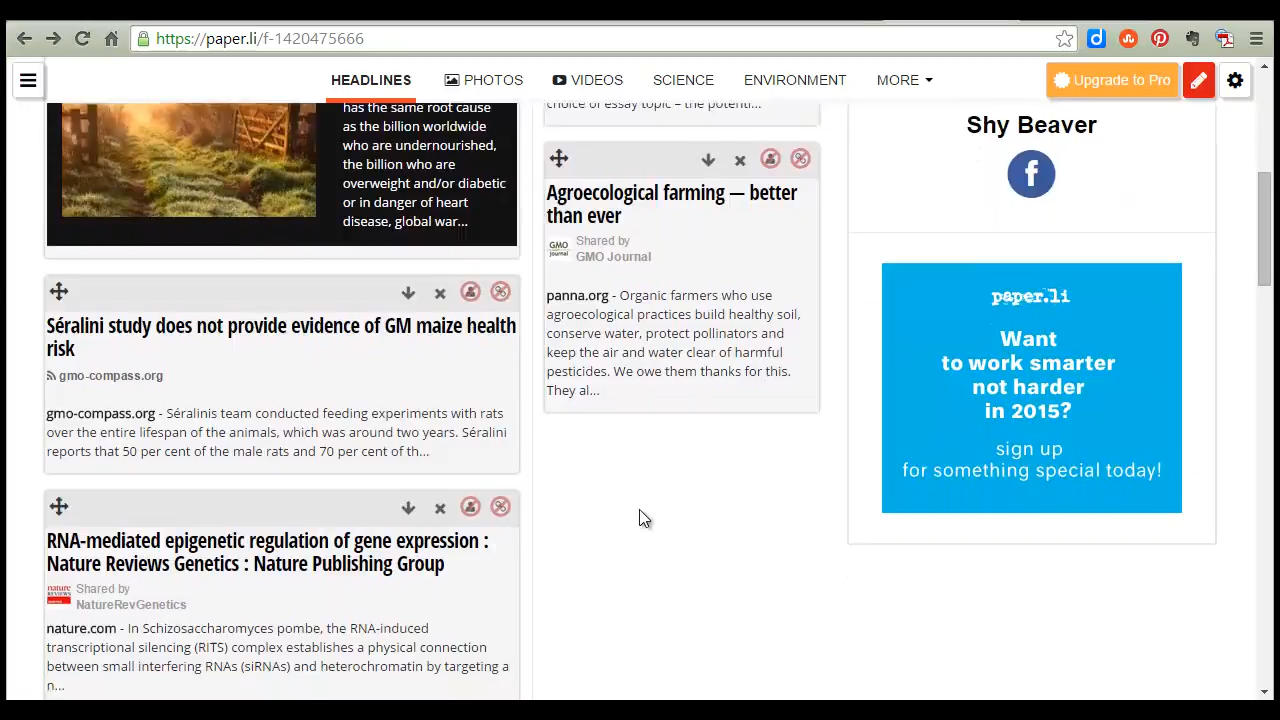 https://paper.li/f-1420475666
HEADLINES
PHOTOS
VIDEOS
SCIENCE
ENVIRONMENT
MORE
Upgrade to Pro
has the same root cause
as the billion worldwide
who are undernourished,
the billion who are
overweight and/or diabetic
or in danger of heart
disease, global war...
Séralini study does not provide evidence of GM maize health
risk
gmo-compass.org
gmo-compass.org - Séralinis team conducted feeding experiments with rats
over the entire lifespan of the animals, which was around two years. Séralini
reports that 50 per cent of the male rats and 70 per cent of th...
RNA-mediated epigenetic regulation of gene expression :
Nature Reviews Genetics : Nature Publishing Group
nature
REVIEWS
Shared by
NatureRevGenetics
nature.com - In Schizosaccharomyces pombe, the RNA-induced
transcriptional silencing (RITS) complex establishes a physical connection
between small interfering RNAs (siRNAs) and heterochromatin by targeting a
n...
choice of essay topic – the potenti...
Agroecological farming — better
than ever
GMO
Journal
Shared by
GMO Journal
panna.org - Organic farmers who use
agroecological practices build healthy soil,
conserve water, protect pollinators and
keep the air and water clear of harmful
pesticides. We owe them thanks for this.
They al...
Shy Beaver
f
paper.li
Want
to work smarter
not harder
in 2015?
sign up
for something special today!